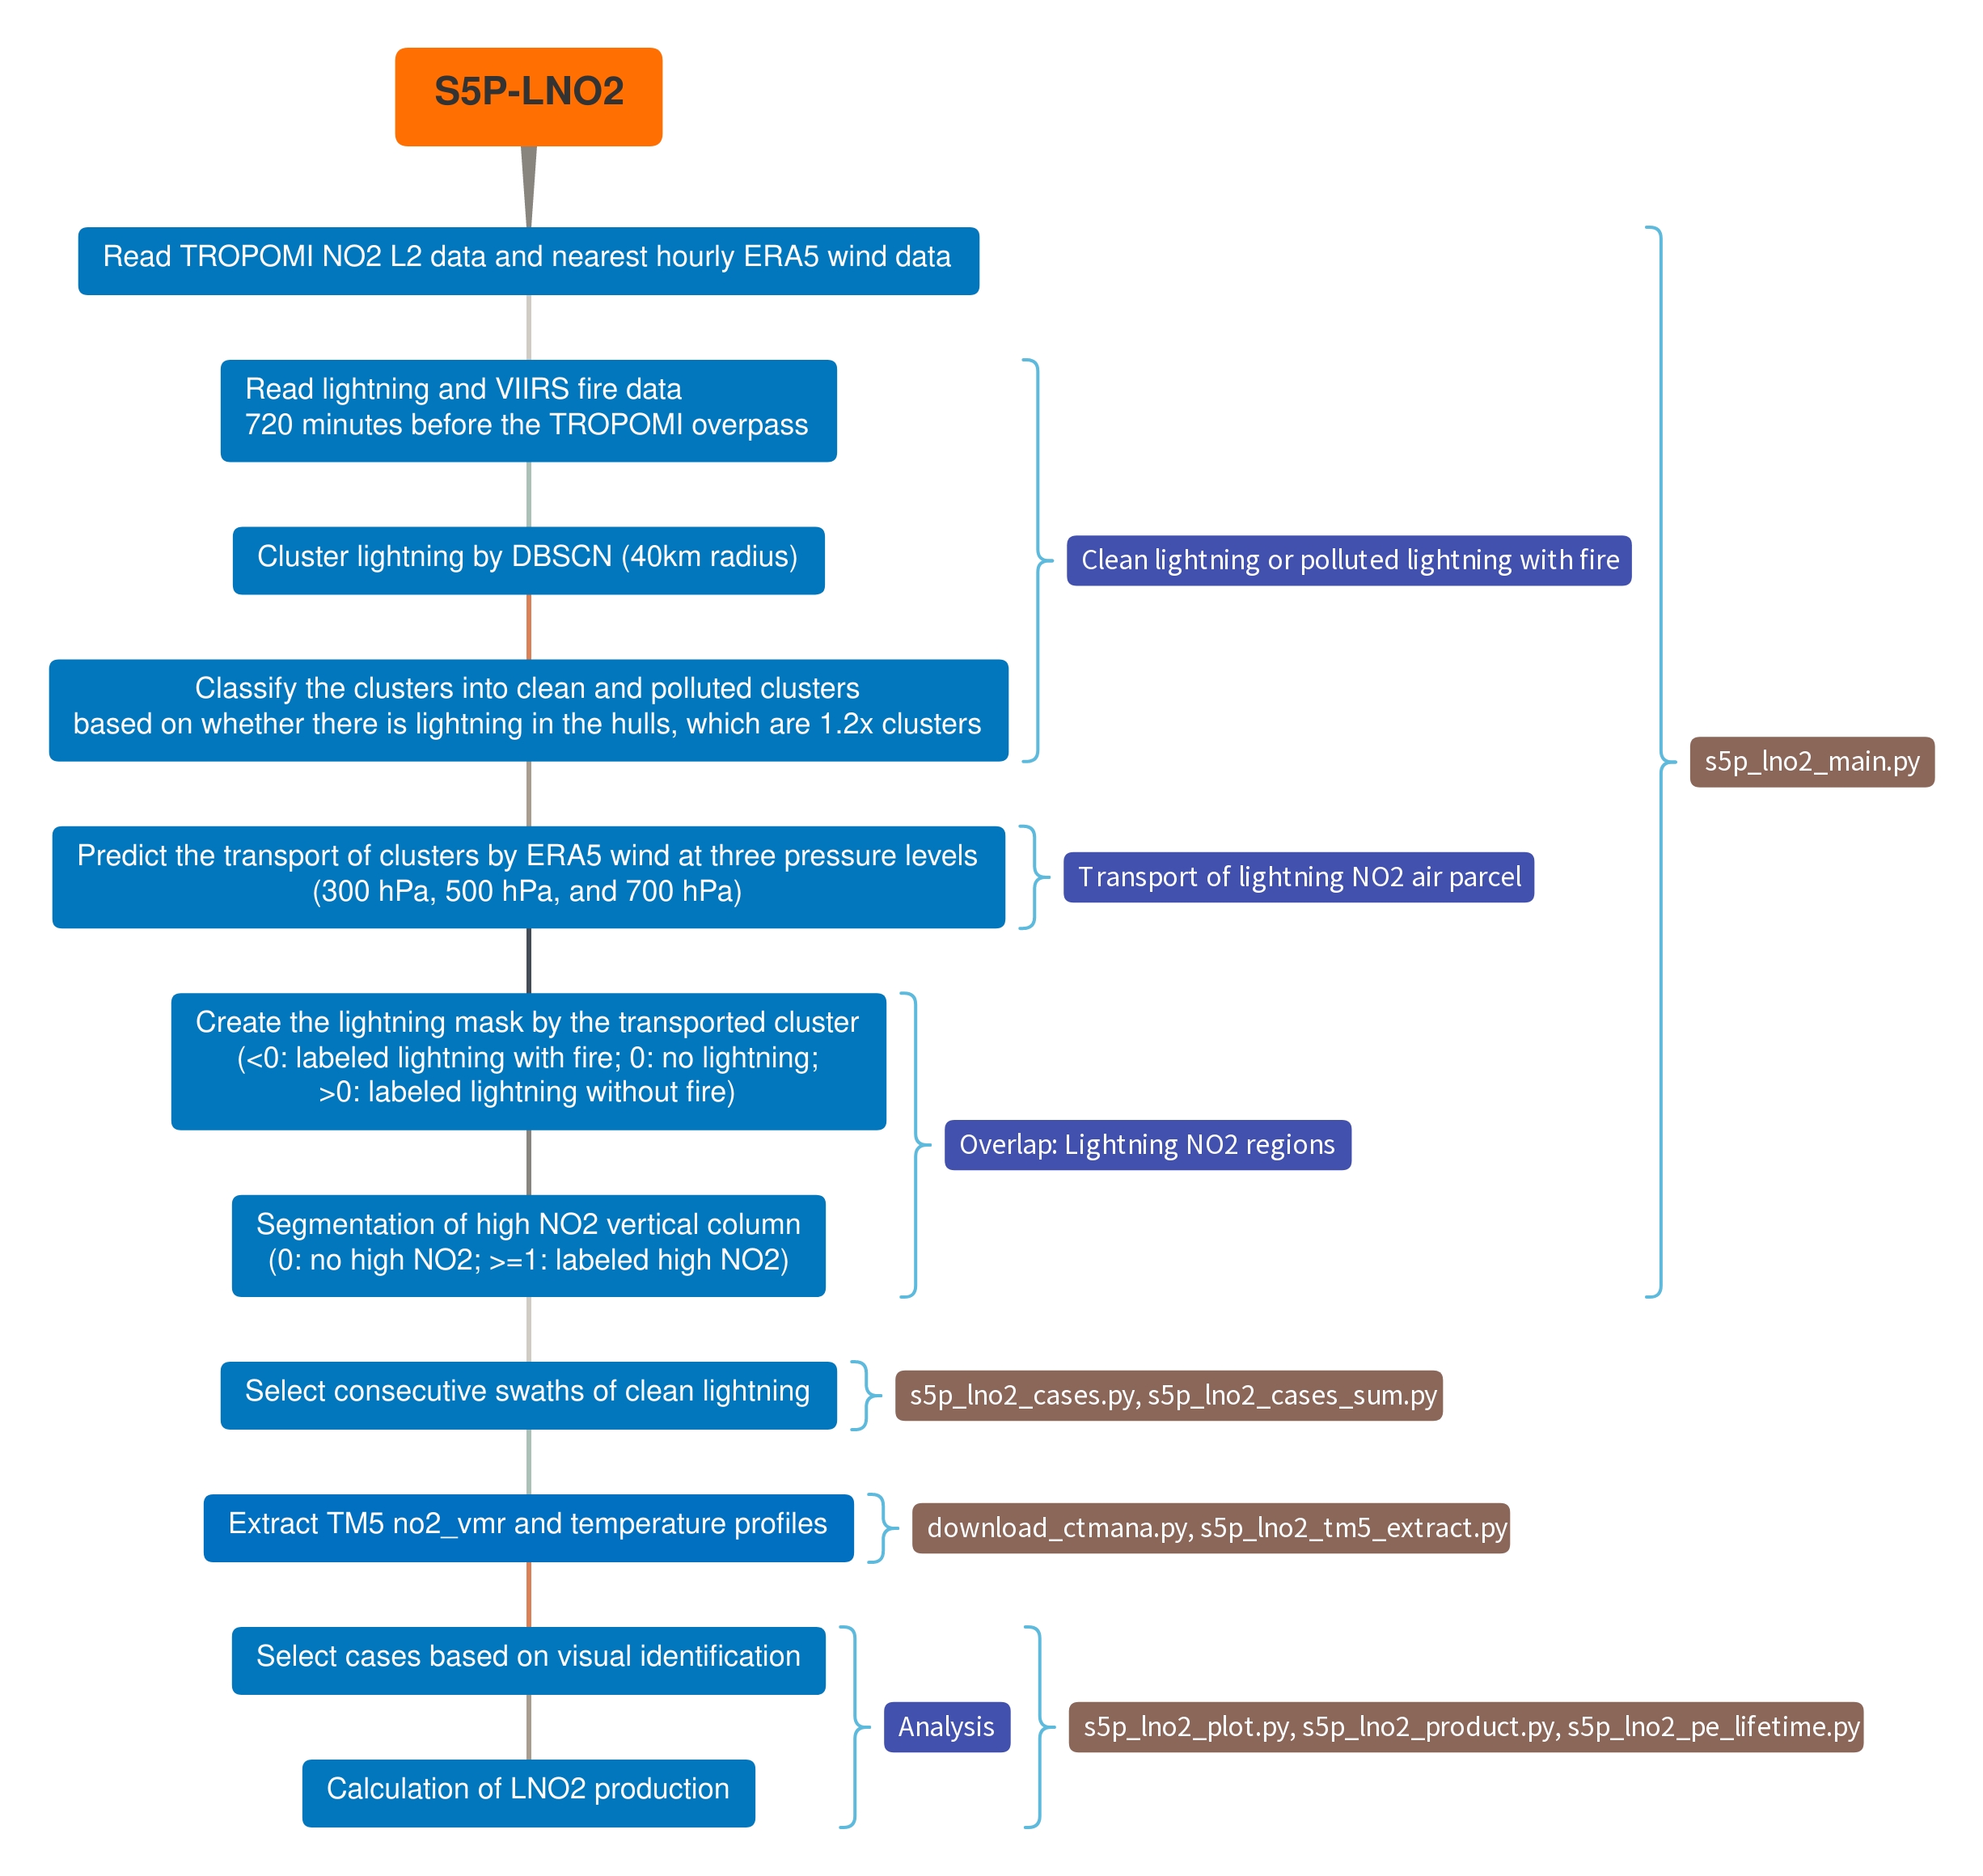 S5P-LNO2
Read TROPOMI NO2 L2 data and nearest hourly ERA5 wind data
Read lightning and VIIRS fire data
720 minutes before the TROPOMI overpass
Cluster lightning by DBSCN (40km radius)
Clean lightning or polluted lightning with fire
Classify the clusters into clean and polluted clusters
based on whether there is lightning in the hulls, which are 1.2x clusters
s5p_lno2_main.py
Predict the transport of clusters by ERA5 wind at three pressure levels
(300 hPa, 500 hPa, and 700 hPa)
Transport of lightning NO2 air parcel
Create the lightning mask by the transported cluster
(<0: labeled lightning with fire; 0: no lightning;
>0: labeled lightning without fire)
Overlap: Lightning NO2 regions
Segmentation of high NO2 vertical column
(0: no high NO2; >=1: labeled high NO2)
Select consecutive swaths of clean lightning
s5p_lno2_cases.py, s5p_lno2_cases_sum.py
Extract TM5 no2_vmr and temperature profiles
download_ctmana.py, s5p_lno2_tm5_extract.py
Select cases based on visual identification
Analysis
s5p_lno2_plot.py, s5p_lno2_product.py, s5p_lno2_pe_lifetime.py
Calculation of LNO2 production